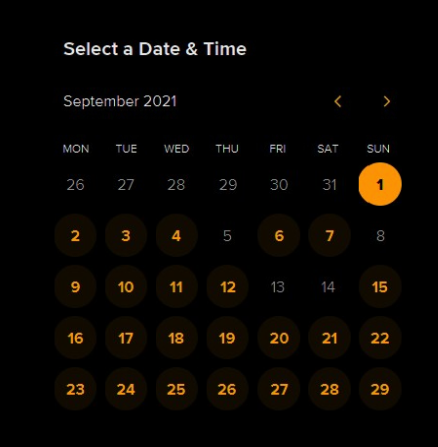 Select a Date & Time
September 2021
MON TUE WED THU FRI SAT SUN
26 27 28 29 30 31 1
2 3 4 5 6 7 8
9 10 11 12 13 14 15
16 17 18 19 20 21 22
23 24 25 26 27 28 29